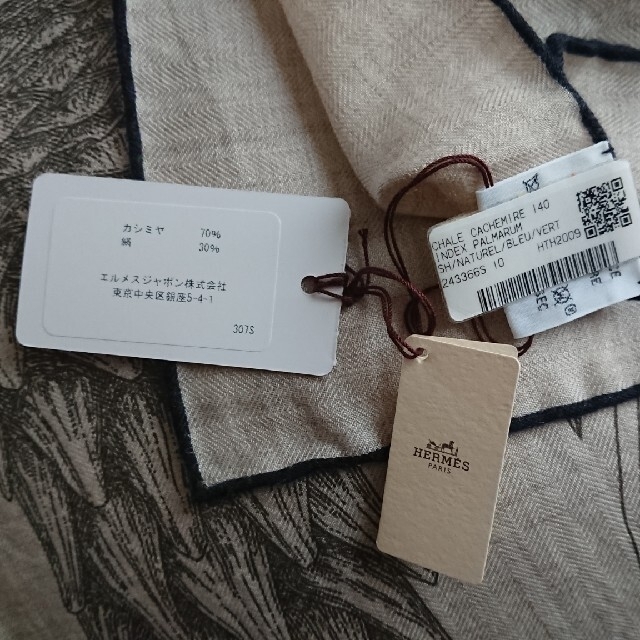 カシミヤ 70%
絹 30%
エルメスジャポン株式会社
東京中央区銀座5-4-1
307S
CHALE CACHEMIRE 140
INDEX PALMARUM
SH/NATUREL/BLEU/VERT
HTH2009
243366S 10
HERMÈS
PARIS